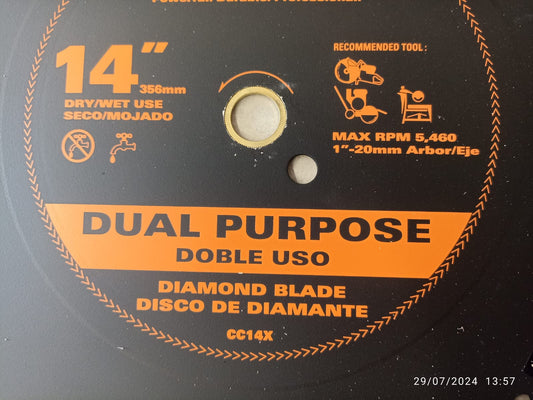 14"
356mm
DRY/WET USE
SECO/MOJADO
RECOMMENDED TOOL:
MAX RPM 5,460
1"-20mm Arbor/Eje
DUAL PURPOSE
DOBLE USO
DIAMOND BLADE
DISCO DE DIAMANTE
CC14X
29/07/2024 13:57